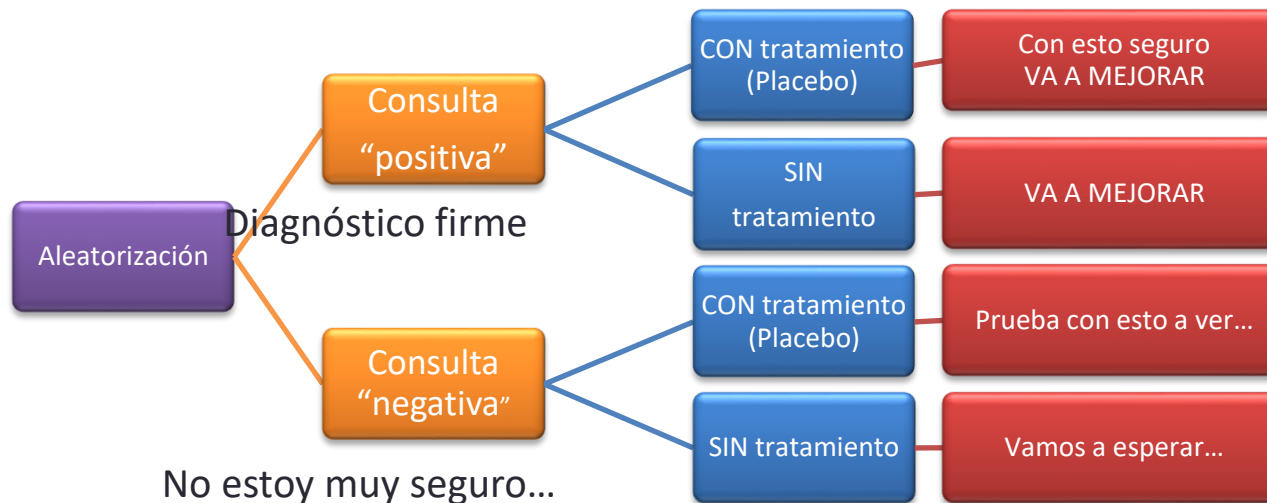 Aleatorización
Consulta
“positiva”
Diagnóstico firme
CON tratamiento
(Placebo)
Con esto seguro
VA A MEJORAR
SIN
tratamiento
VA A MEJORAR
Consulta
“negativa”
No estoy muy seguro…
CON tratamiento
(Placebo)
Prueba con esto a ver…
SIN tratamiento
Vamos a esperar…